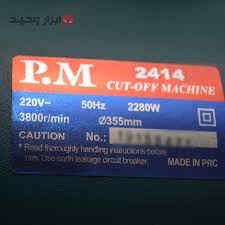 ابزار وحید
P.M 2414
CUT-OFF MACHINE
220V~ 50Hz 2280W
3800r/min Ø355mm
CAUTION No.:
* Read thoroughly handling instructions before
use. Use earth leakage circuit breaker.
MADE IN PRC